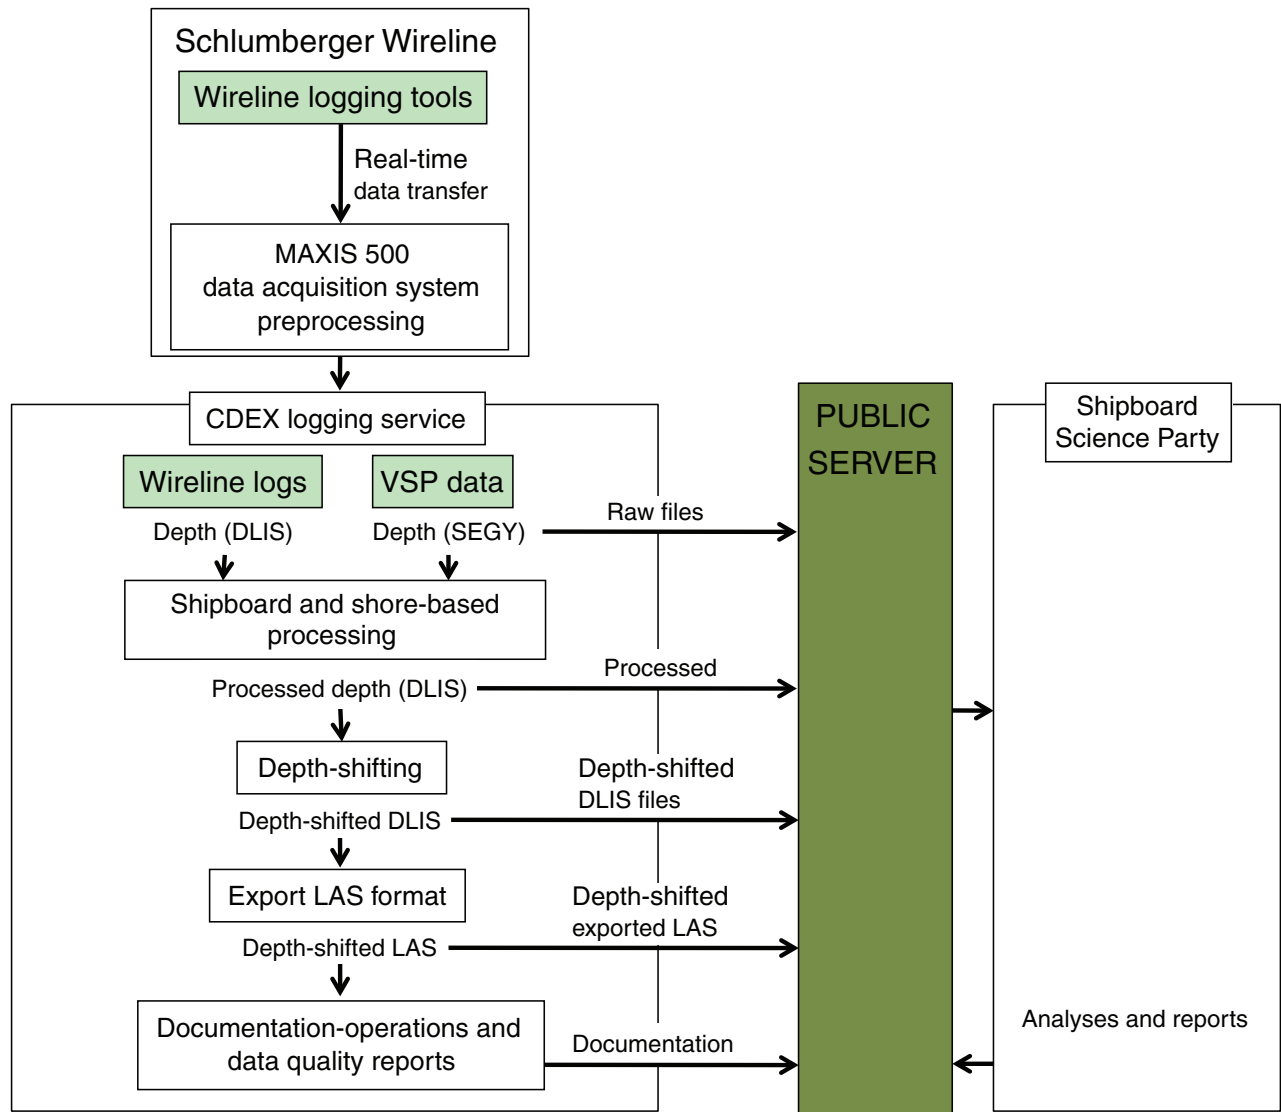 Schlumberger Wireline
Wireline logging tools
Real-time
data transfer
MAXIS 500
data acquisition system
preprocessing
CDEX logging service
Wireline logs
VSP data
Depth (DLIS)
Depth (SEGY)
Raw files
Shipboard and shore-based
processing
Processed depth (DLIS)
Processed
Depth-shifting
Depth-shifted
DLIS files
Depth-shifted DLIS
Export LAS format
Depth-shifted
exported LAS
Depth-shifted LAS
Documentation-operations and
data quality reports
Documentation
PUBLIC
SERVER
Shipboard
Science Party
Analyses and reports